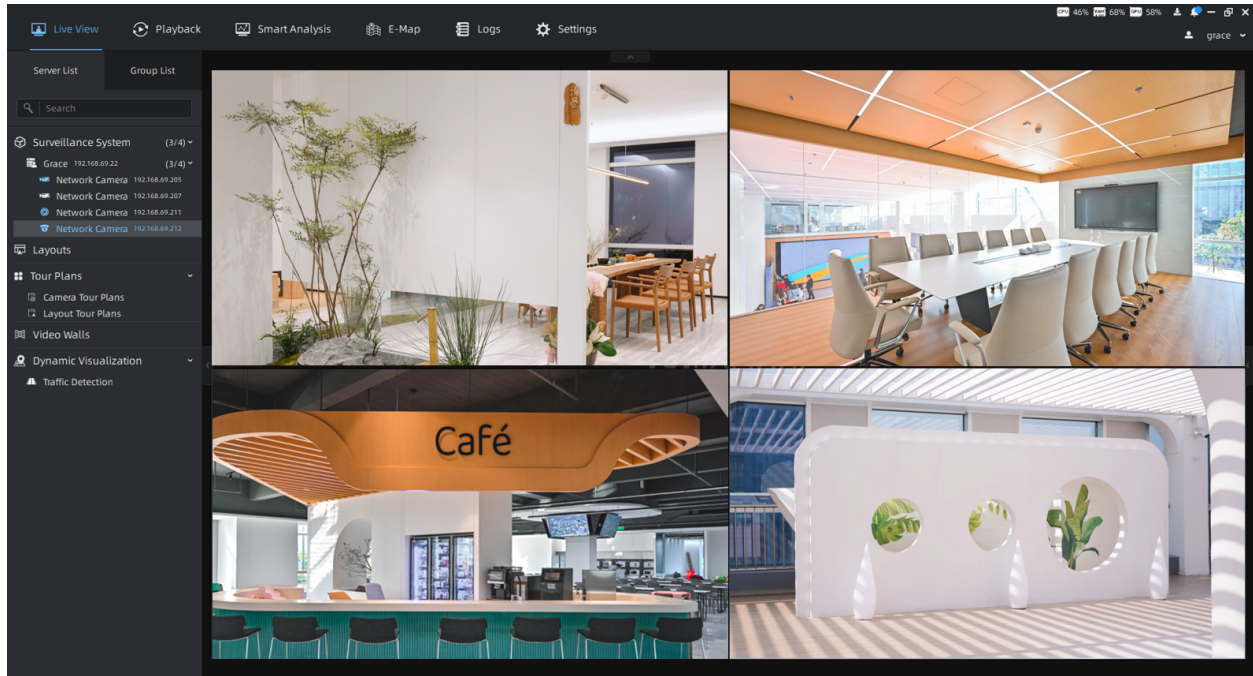 CPU 46% RAM 68% GPU 58%
Live View
Playback
Smart Analysis
E-Map
Logs
Settings
grace
Server List
Group List
Search
Surveillance System (3/4)
Grace 192.168.69.22 (3/4)
Network Camera 192.168.69.205
Network Camera 192.168.69.207
Network Camera 192.168.69.211
Network Camera 192.168.69.212
Layouts
Tour Plans
Camera Tour Plans
Layout Tour Plans
Video Walls
Dynamic Visualization
Traffic Detection
Café